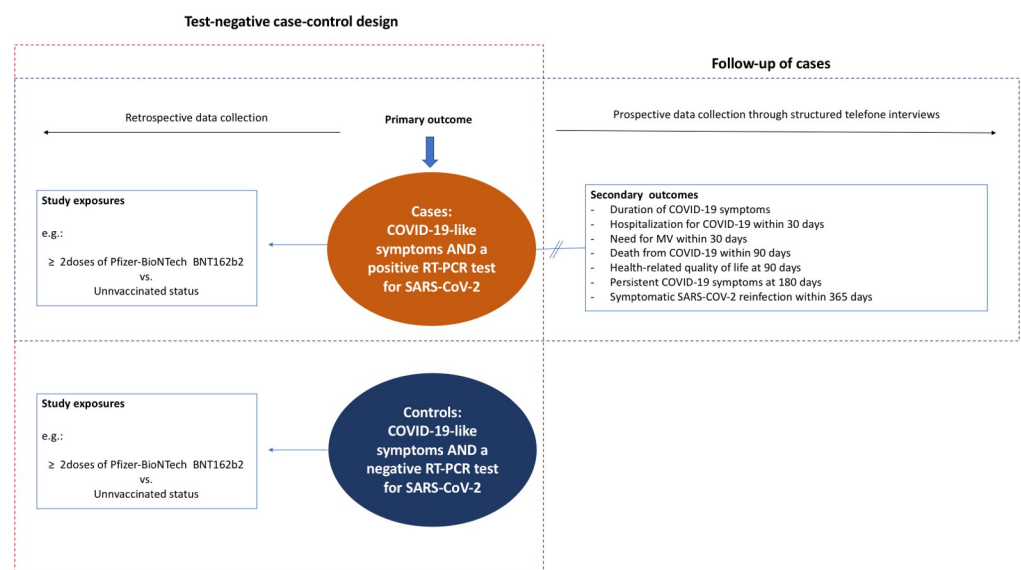 Test-negative case-control design
Follow-up of cases
Retrospective data collection
Primary outcome
Prospective data collection through structured telefone interviews
Study exposures
e.g.:
≥ 2doses of Pfizer-BioNTech BNT162b2
vs.
Unnvaccinated status
Cases:
COVID-19-like
symptoms AND a
positive RT-PCR test
for SARS-CoV-2
Secondary outcomes
- Duration of COVID-19 symptoms
- Hospitalization for COVID-19 within 30 days
- Need for MV within 30 days
- Death from COVID-19 within 90 days
- Health-related quality of life at 90 days
- Persistent COVID-19 symptoms at 180 days
- Symptomatic SARS-COV-2 reinfection within 365 days
Study exposures
e.g.:
≥ 2doses of Pfizer-BioNTech BNT162b2
vs.
Unnvaccinated status
Controls:
COVID-19-like
symptoms AND a
negative RT-PCR test
for SARS-CoV-2